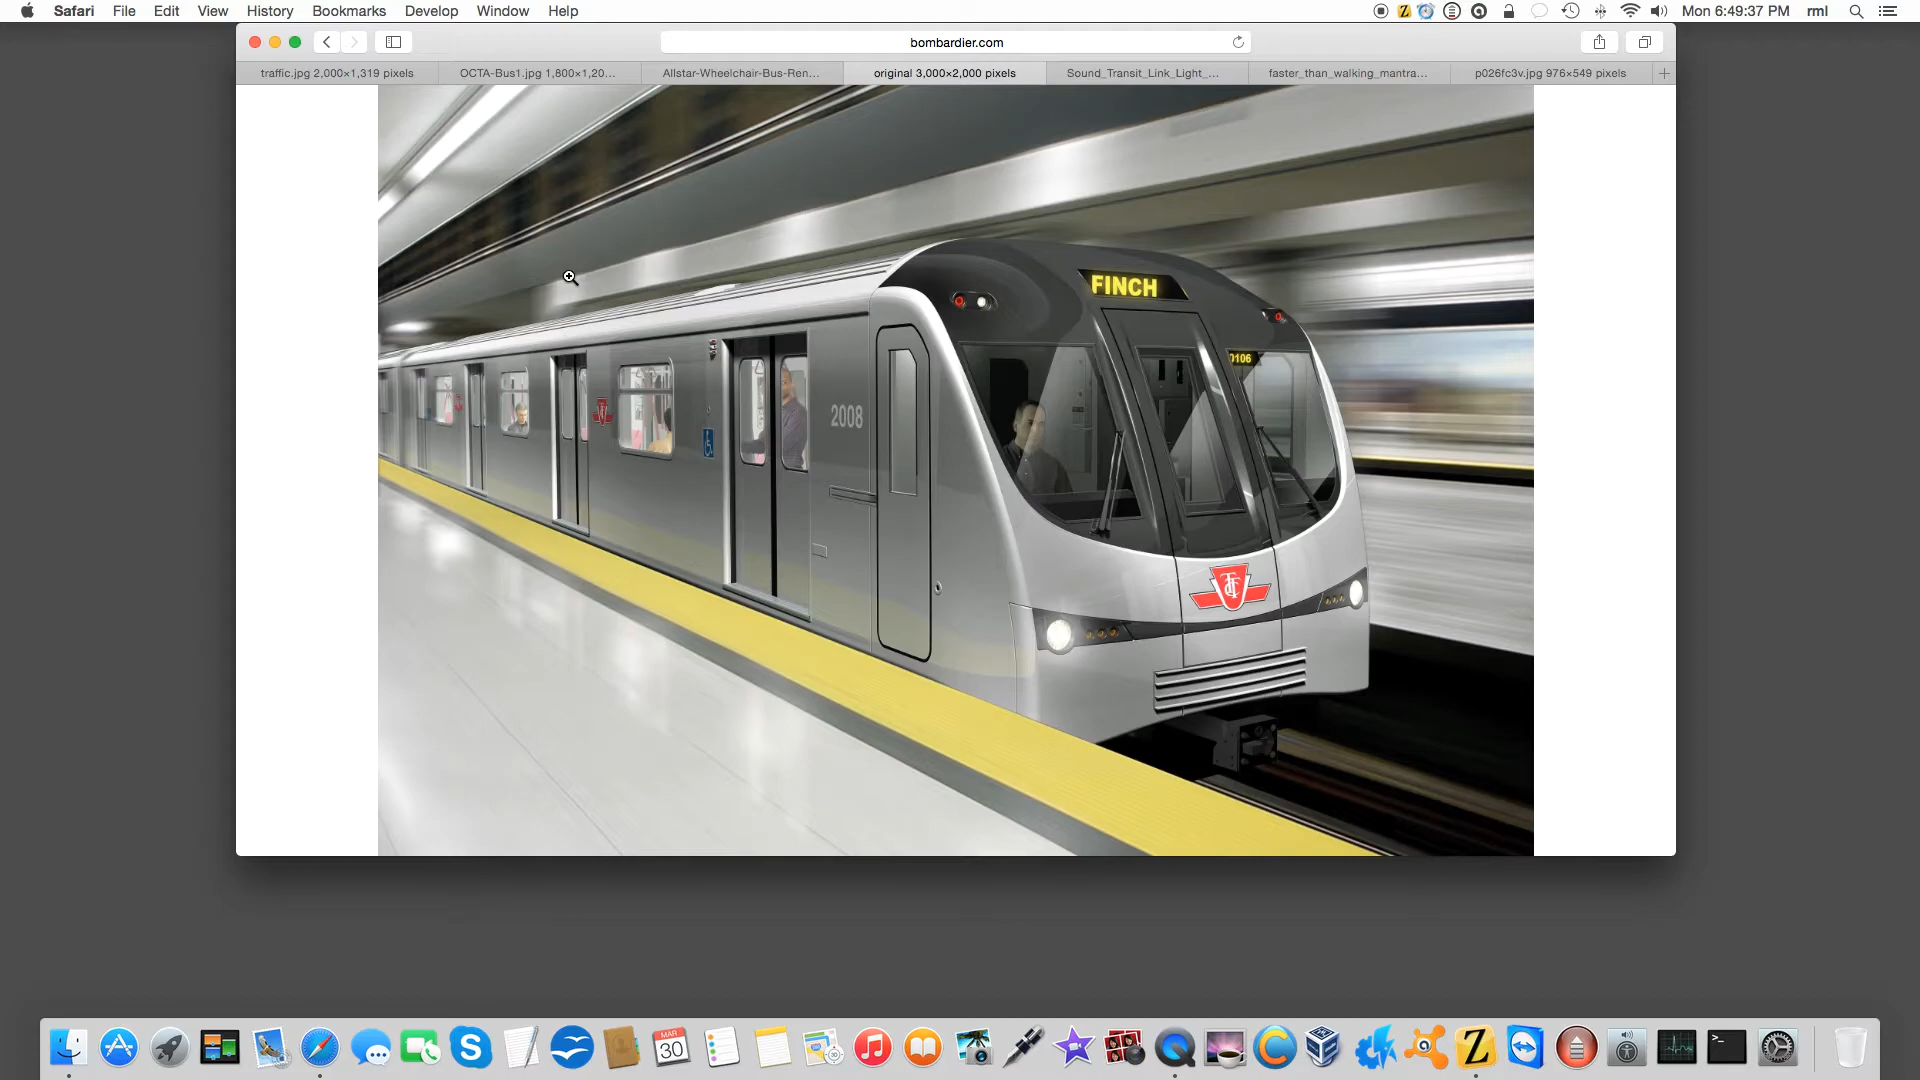 Safari File Edit View History Bookmarks Develop Window Help Mon 6:49:37 PM rml
bombardier.com
traffic.jpg 2,000×1,319 pixels OCTA-Bus1.jpg 1,800×1,20... Allstar-Wheelchair-Bus-Ren... original 3,000×2,000 pixels Sound_Transit_Link_Light_... faster_than_walking_mantra... p026fc3v.jpg 976×549 pixels
FINCH
0106
2008
TTC
MAR
30